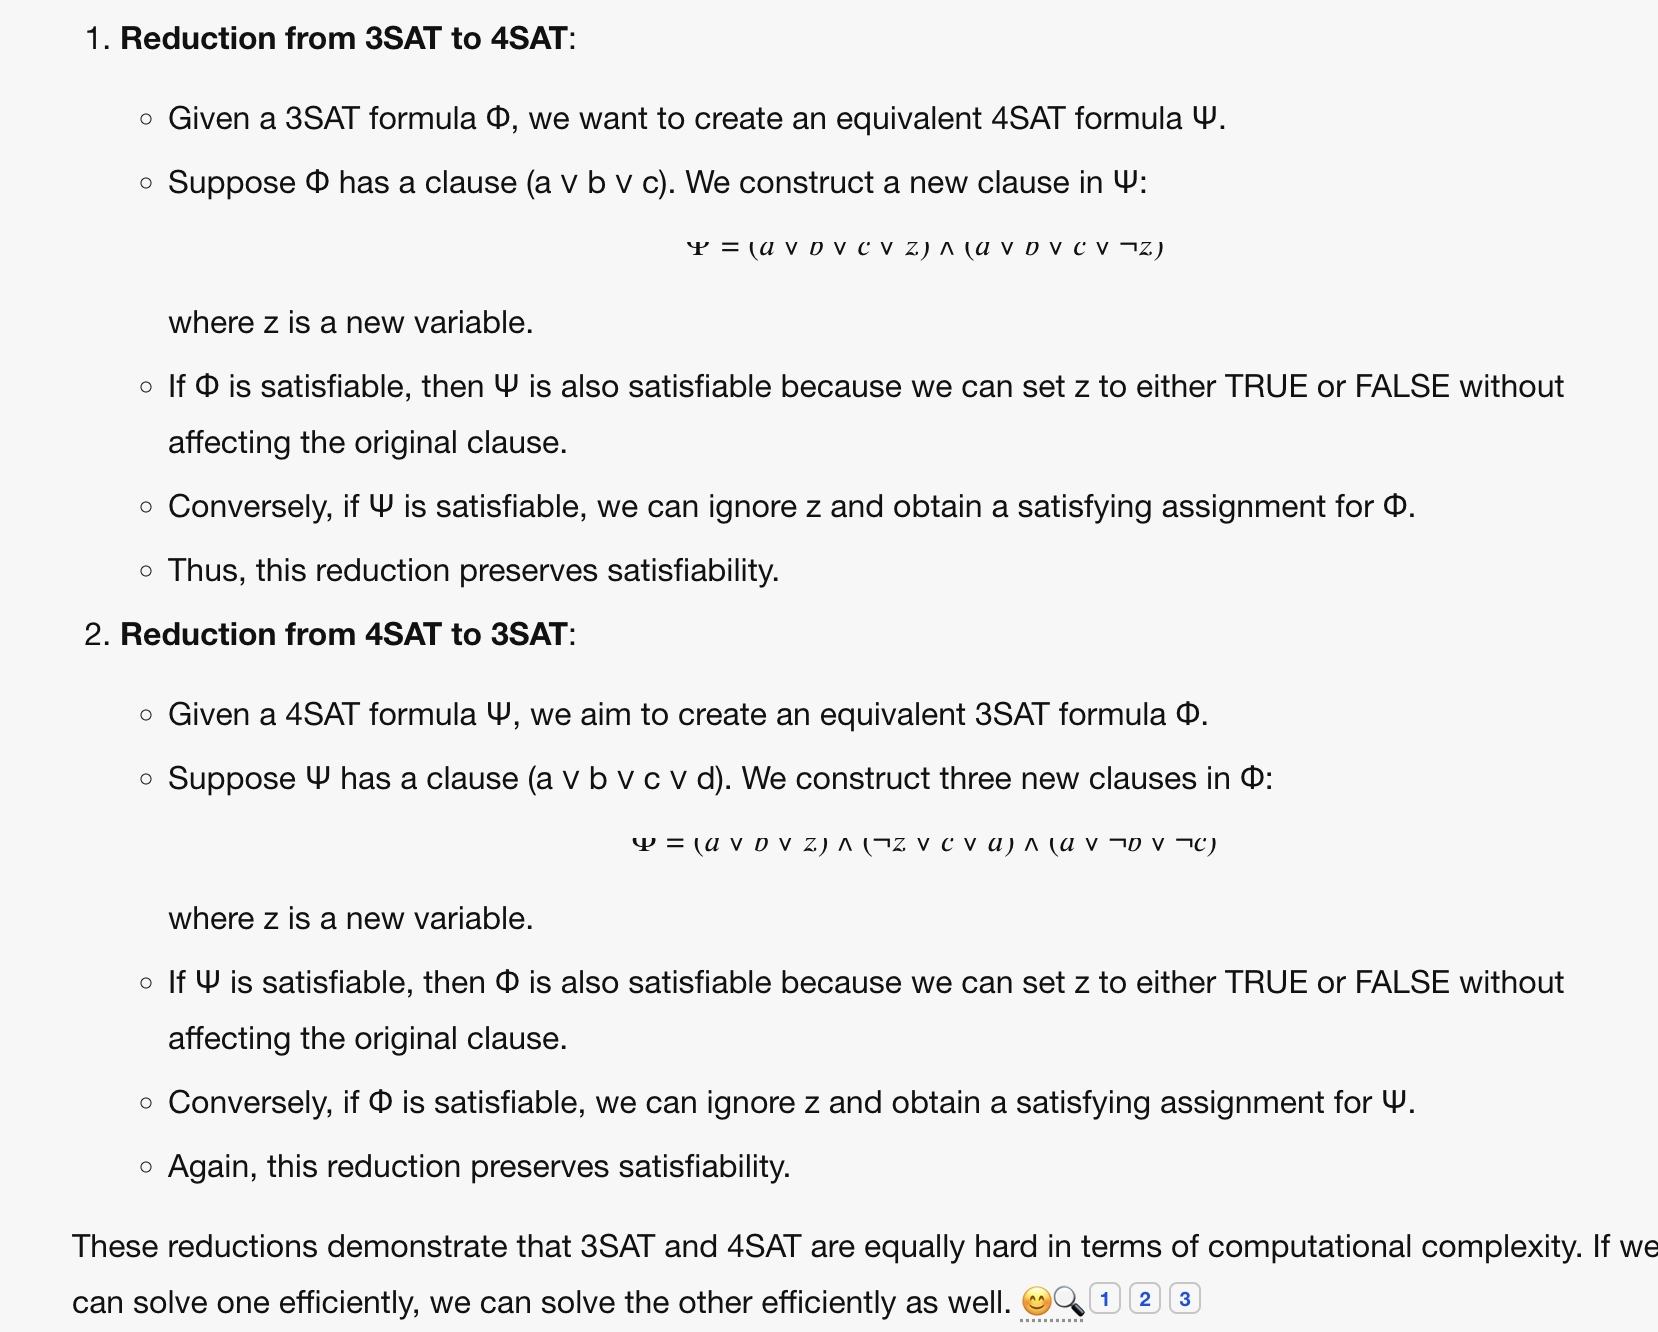 1. Reduction from 3SAT to 4SAT:
◦ Given a 3SAT formula Φ, we want to create an equivalent 4SAT formula Ψ.
◦ Suppose Φ has a clause (a ∨ b ∨ c). We construct a new clause in Ψ:
Ψ = (a ∨ b ∨ c ∨ z) ∧ (a ∨ b ∨ c ∨ ¬z)
where z is a new variable.
◦ If Φ is satisfiable, then Ψ is also satisfiable because we can set z to either TRUE or FALSE without
affecting the original clause.
◦ Conversely, if Ψ is satisfiable, we can ignore z and obtain a satisfying assignment for Φ.
◦ Thus, this reduction preserves satisfiability.
2. Reduction from 4SAT to 3SAT:
◦ Given a 4SAT formula Ψ, we aim to create an equivalent 3SAT formula Φ.
◦ Suppose Ψ has a clause (a ∨ b ∨ c ∨ d). We construct three new clauses in Φ:
Ψ = (a ∨ b ∨ z) ∧ (¬z ∨ c ∨ a) ∧ (a ∨ ¬b ∨ ¬c)
where z is a new variable.
◦ If Ψ is satisfiable, then Φ is also satisfiable because we can set z to either TRUE or FALSE without
affecting the original clause.
◦ Conversely, if Φ is satisfiable, we can ignore z and obtain a satisfying assignment for Ψ.
◦ Again, this reduction preserves satisfiability.
These reductions demonstrate that 3SAT and 4SAT are equally hard in terms of computational complexity. If we
can solve one efficiently, we can solve the other efficiently as well. 😊🔍 1 2 3